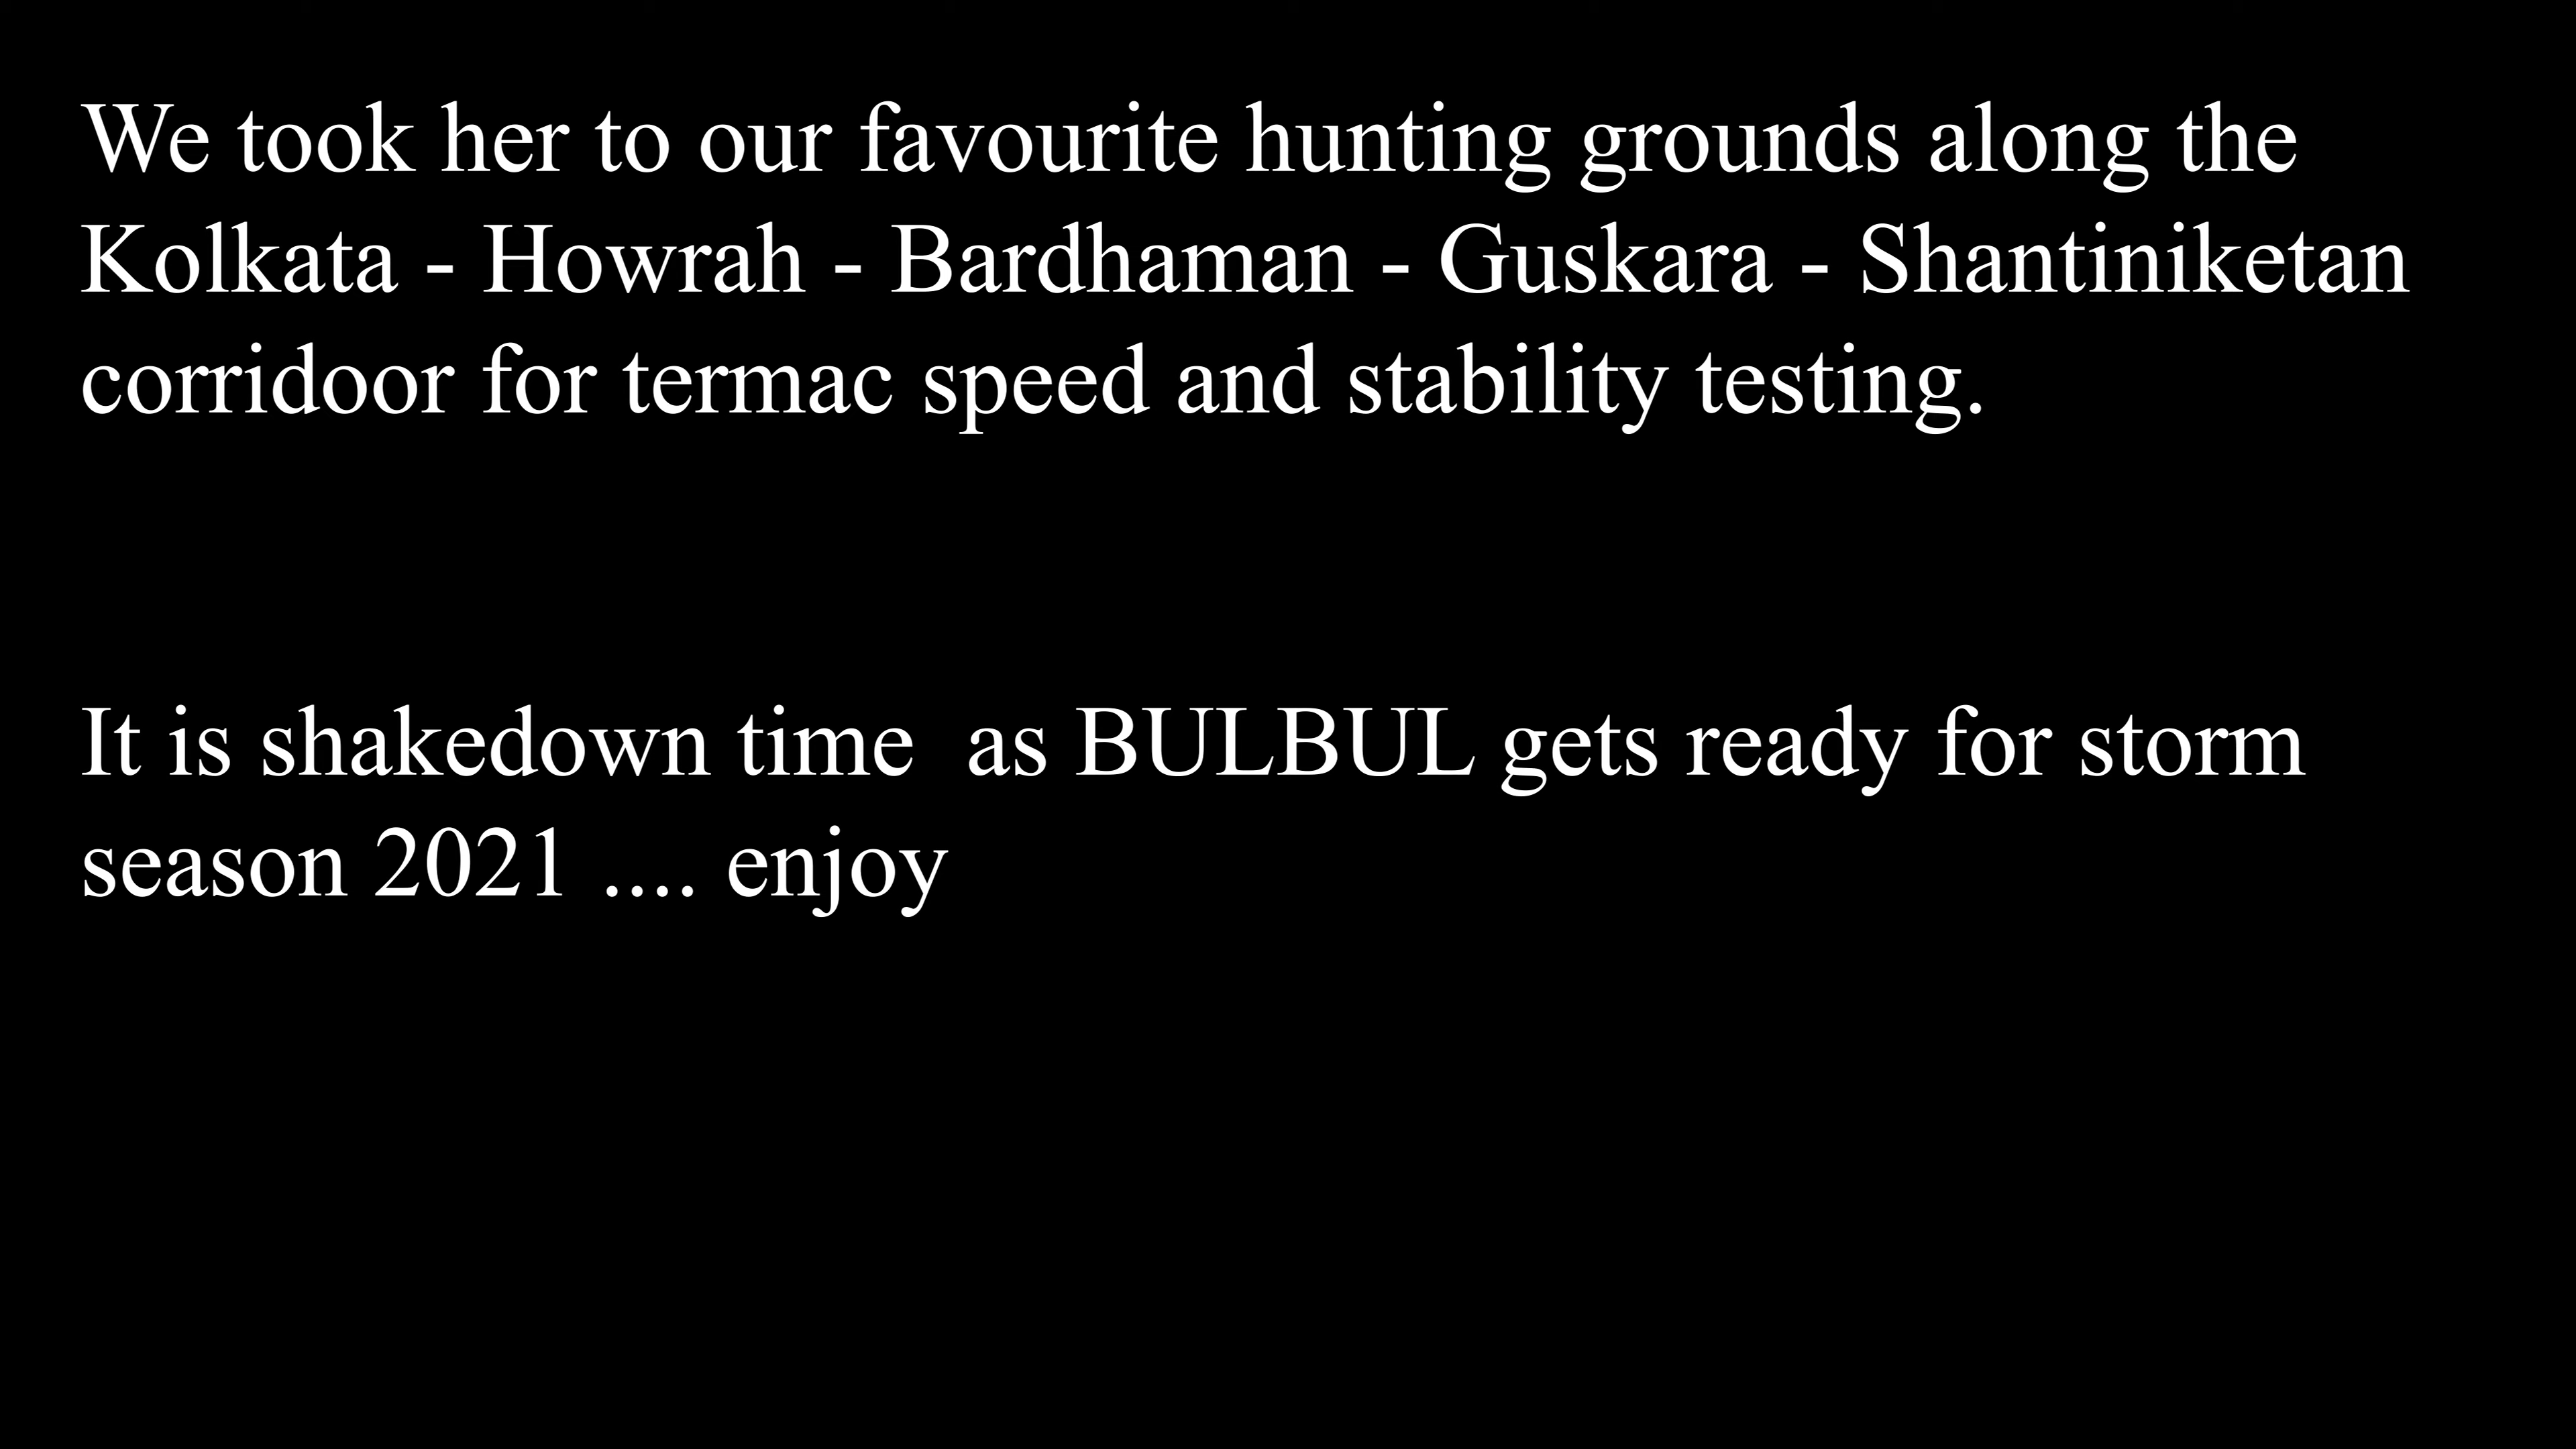 We took her to our favourite hunting grounds along the
Kolkata - Howrah - Bardhaman - Guskara - Shantiniketan
corridoor for termac speed and stability testing.
It is shakedown time  as BULBUL gets ready for storm
season 2021 .... enjoy